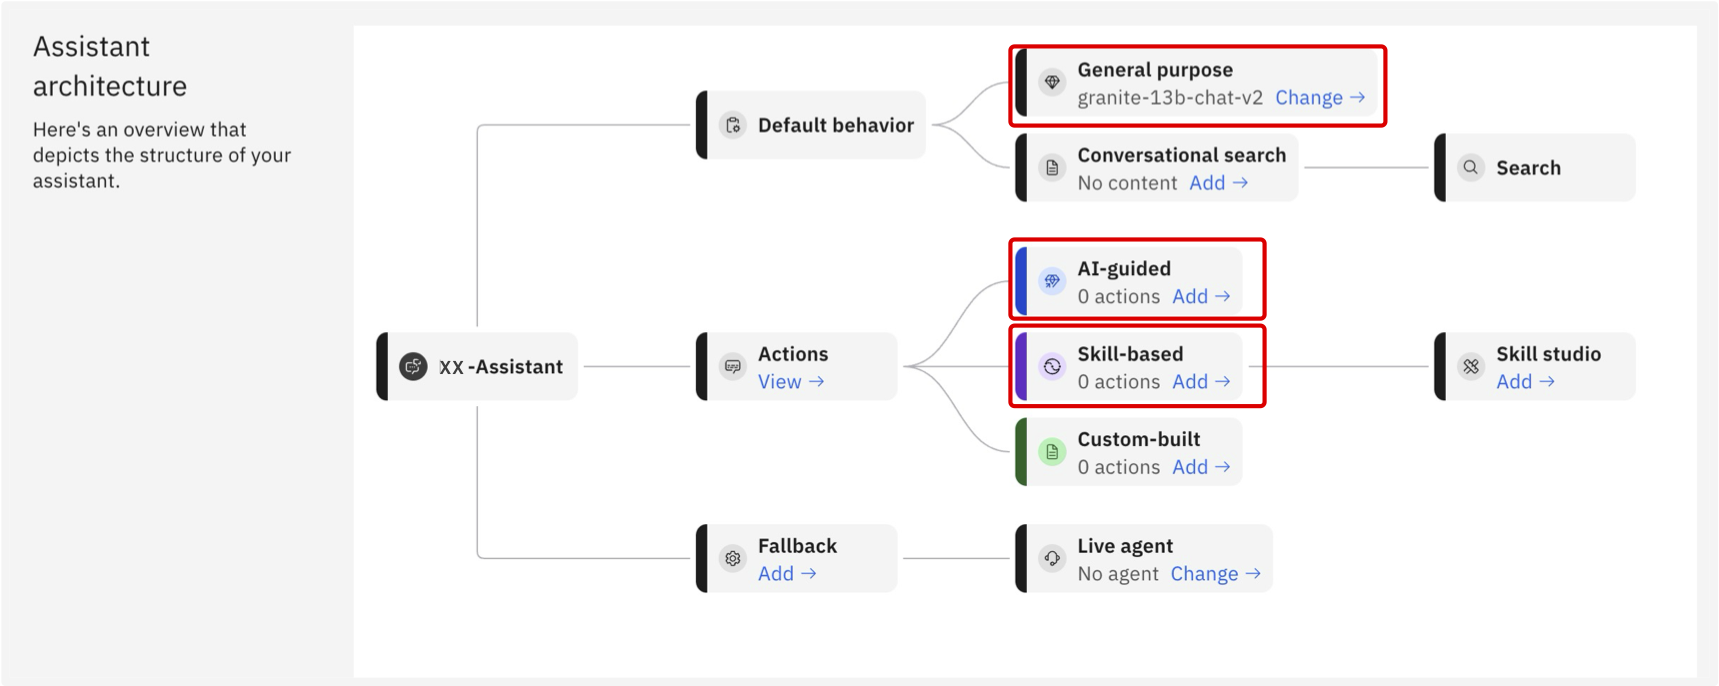 Assistant
architecture
Here's an overview that
depicts the structure of your
assistant.
General purpose
granite-13b-chat-v2 Change →
Default behavior
Conversational search
No content Add →
Search
AI-guided
0 actions Add →
XX -Assistant
Actions
View →
Skill-based
0 actions Add →
Skill studio
Add →
Custom-built
0 actions Add →
Fallback
Add →
Live agent
No agent Change →